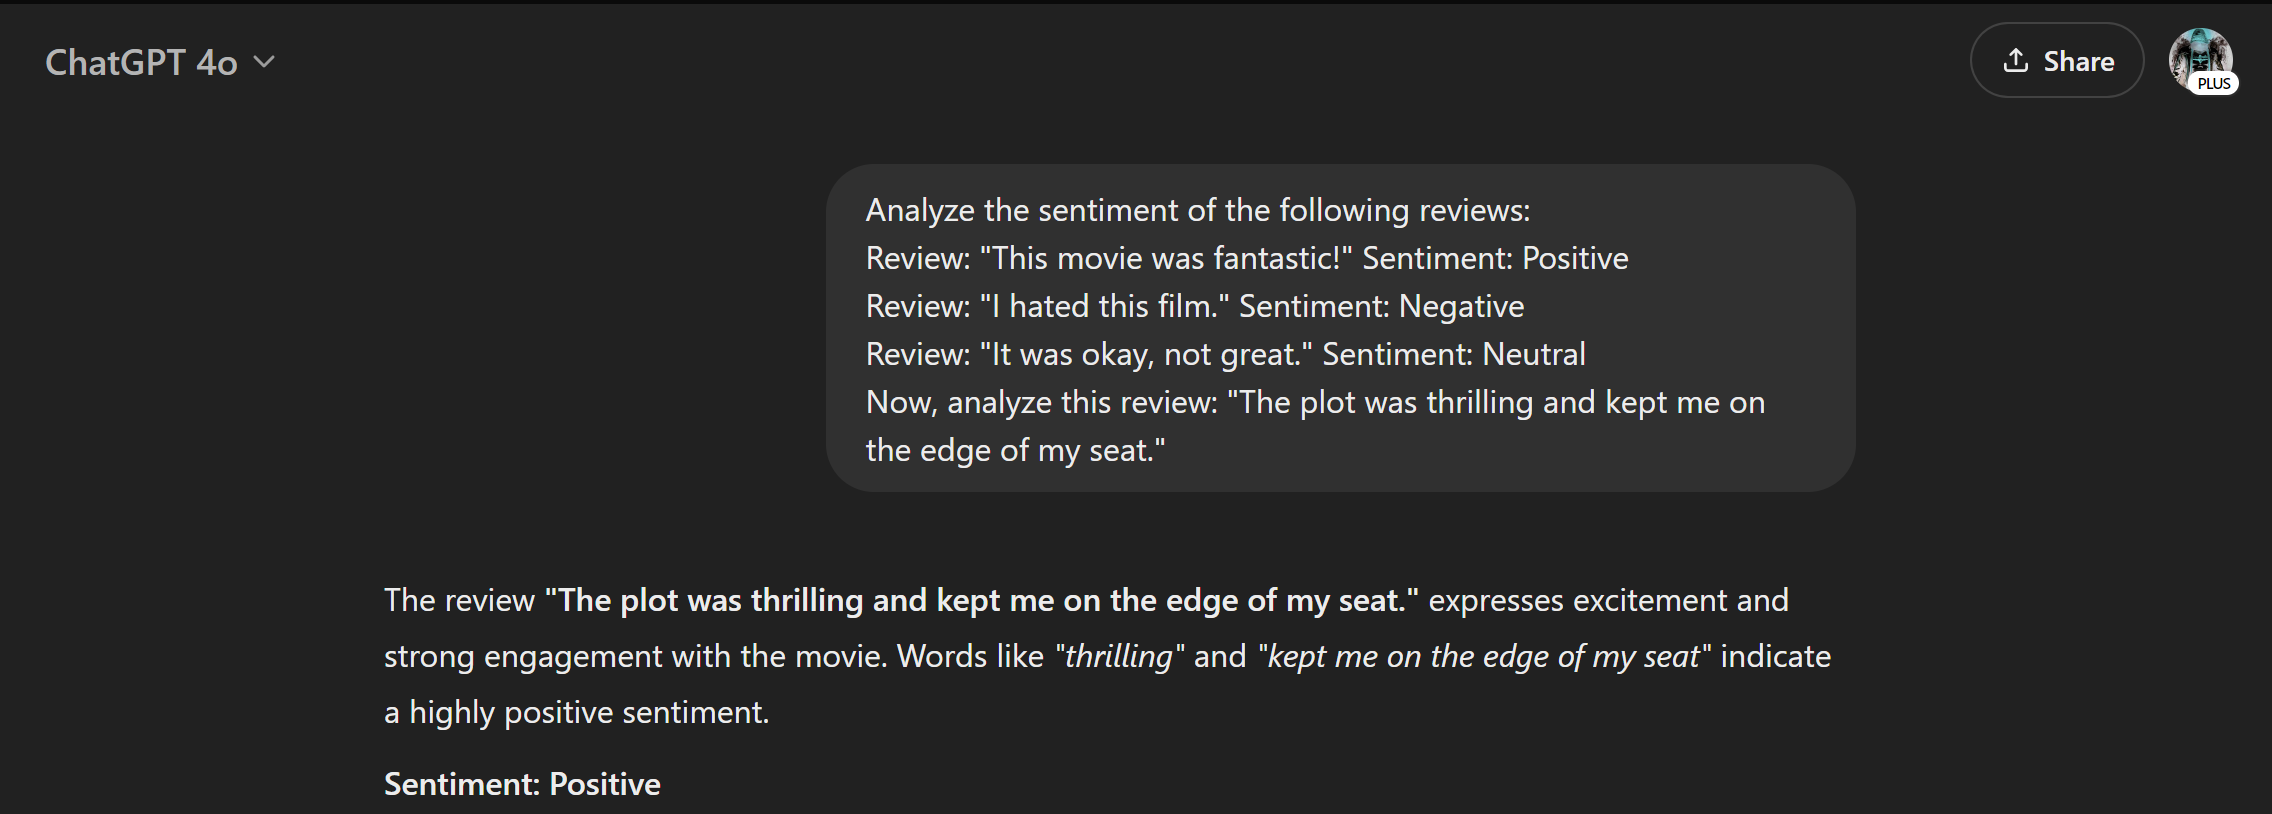 ChatGPT 4o
Share
PLUS
Analyze the sentiment of the following reviews:
Review: "This movie was fantastic!" Sentiment: Positive
Review: "I hated this film." Sentiment: Negative
Review: "It was okay, not great." Sentiment: Neutral
Now, analyze this review: "The plot was thrilling and kept me on
the edge of my seat."
The review "The plot was thrilling and kept me on the edge of my seat." expresses excitement and
strong engagement with the movie. Words like "thrilling" and "kept me on the edge of my seat" indicate
a highly positive sentiment.
Sentiment: Positive